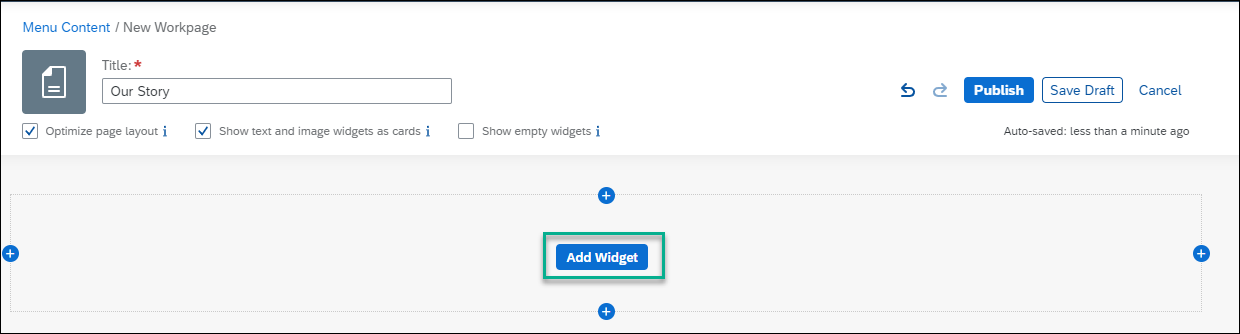 Menu Content / New Workpage
Title: *
Our Story
Publish
Save Draft
Cancel
Optimize page layout i
Show text and image widgets as cards i
Show empty widgets i
Auto-saved: less than a minute ago
Add Widget